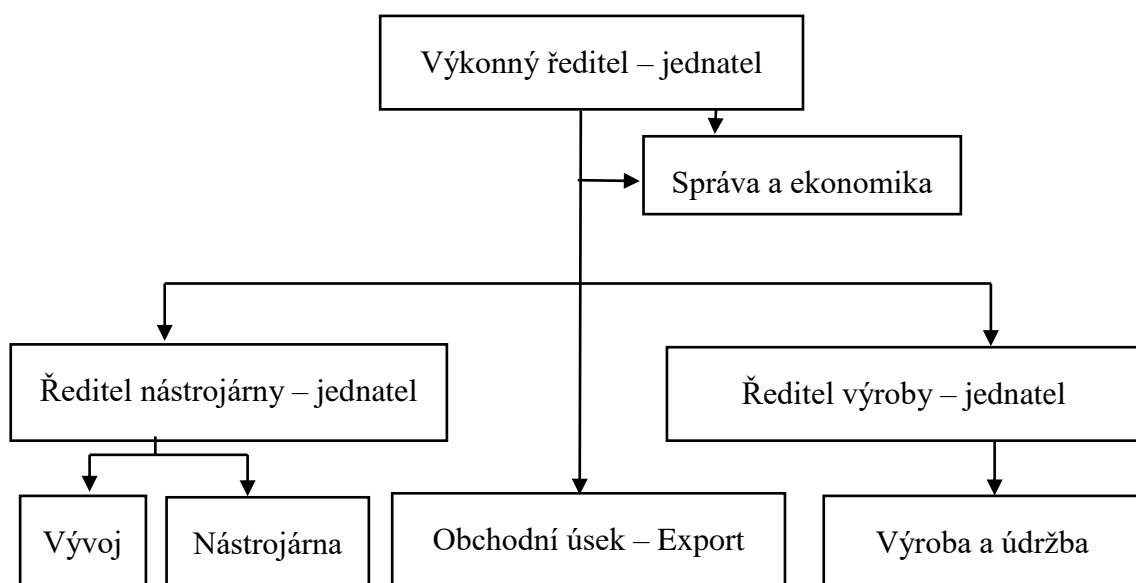 Výkonný ředitel – jednatel
Správa a ekonomika
Ředitel nástrojárny – jednatel
Ředitel výroby – jednatel
Vývoj
Nástrojárna
Obchodní úsek – Export
Výroba a údržba